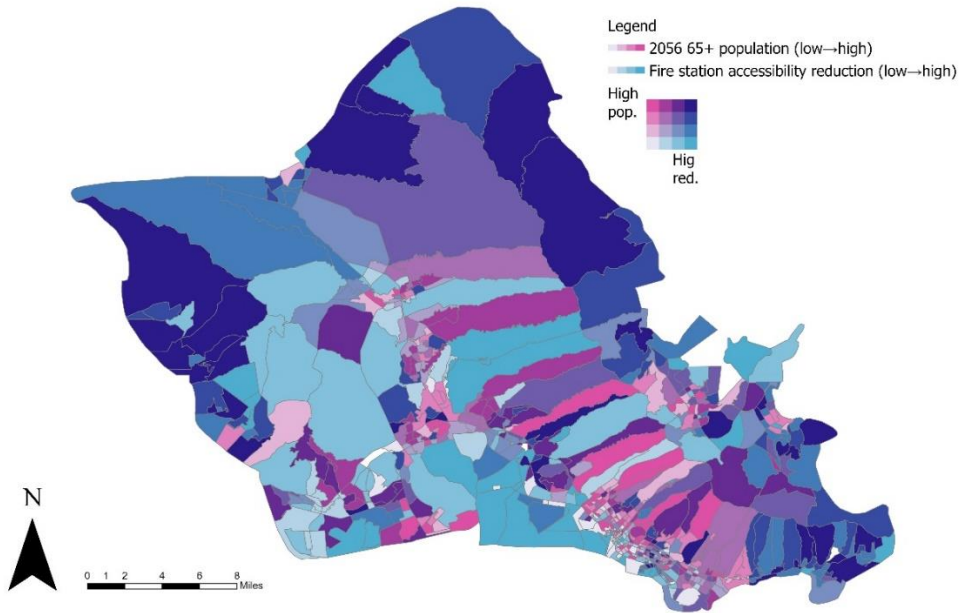 Legend
2056 65+ population (low→high)
Fire station accessibility reduction (low→high)
High
pop.
Hig
red.
N
0 1 2 4 6 8
Miles